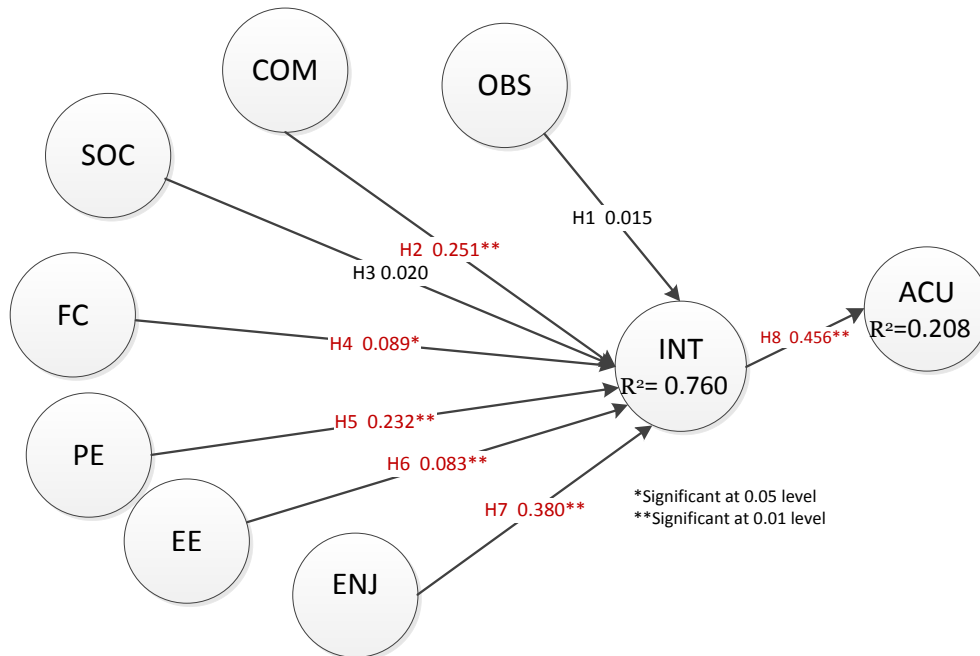 COM
OBS
SOC
H1 0.015
H2 0.251**
H3 0.020
FC
H4 0.089*
INT
R²= 0.760
H8 0.456**
ACU
R²=0.208
PE
H5 0.232**
H6 0.083**
EE
H7 0.380**
ENJ
*Significant at 0.05 level
**Significant at 0.01 level